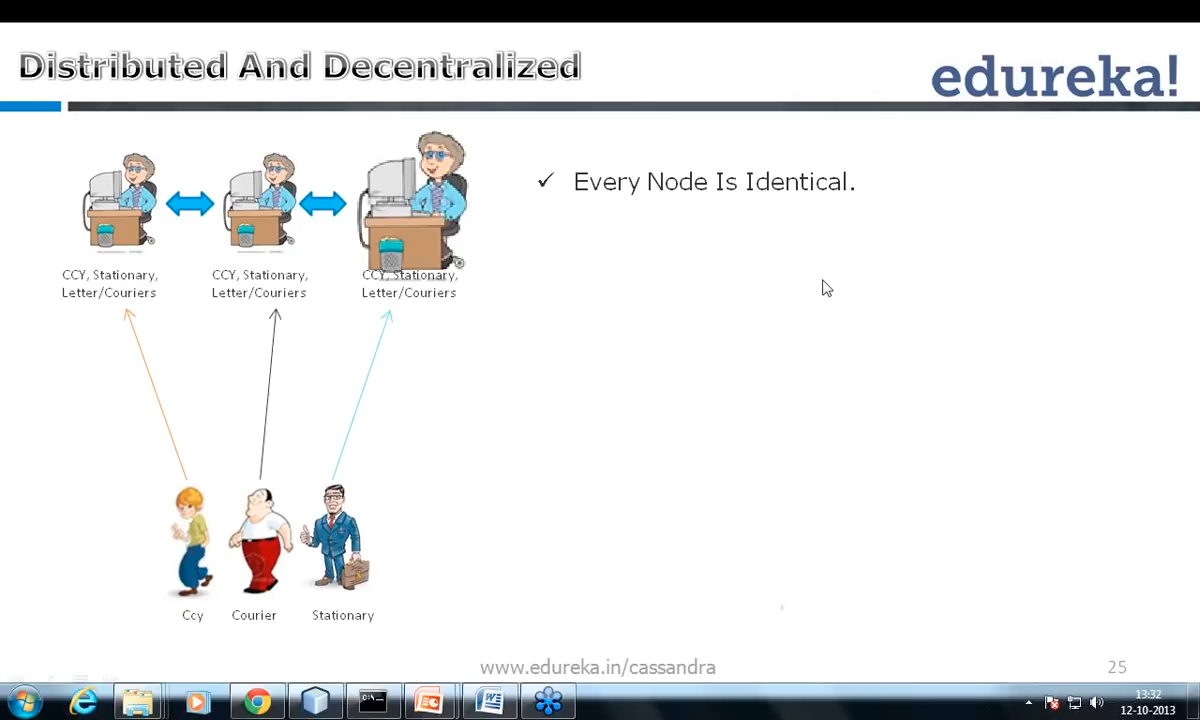 Distributed And Decentralized
edureka!
✓ Every Node Is Identical.
CCY, Stationary,
Letter/Couriers
CCY, Stationary,
Letter/Couriers
CCY, Stationary,
Letter/Couriers
Ccy
Courier
Stationary
www.edureka.in/cassandra
25
13:32
12-10-2013